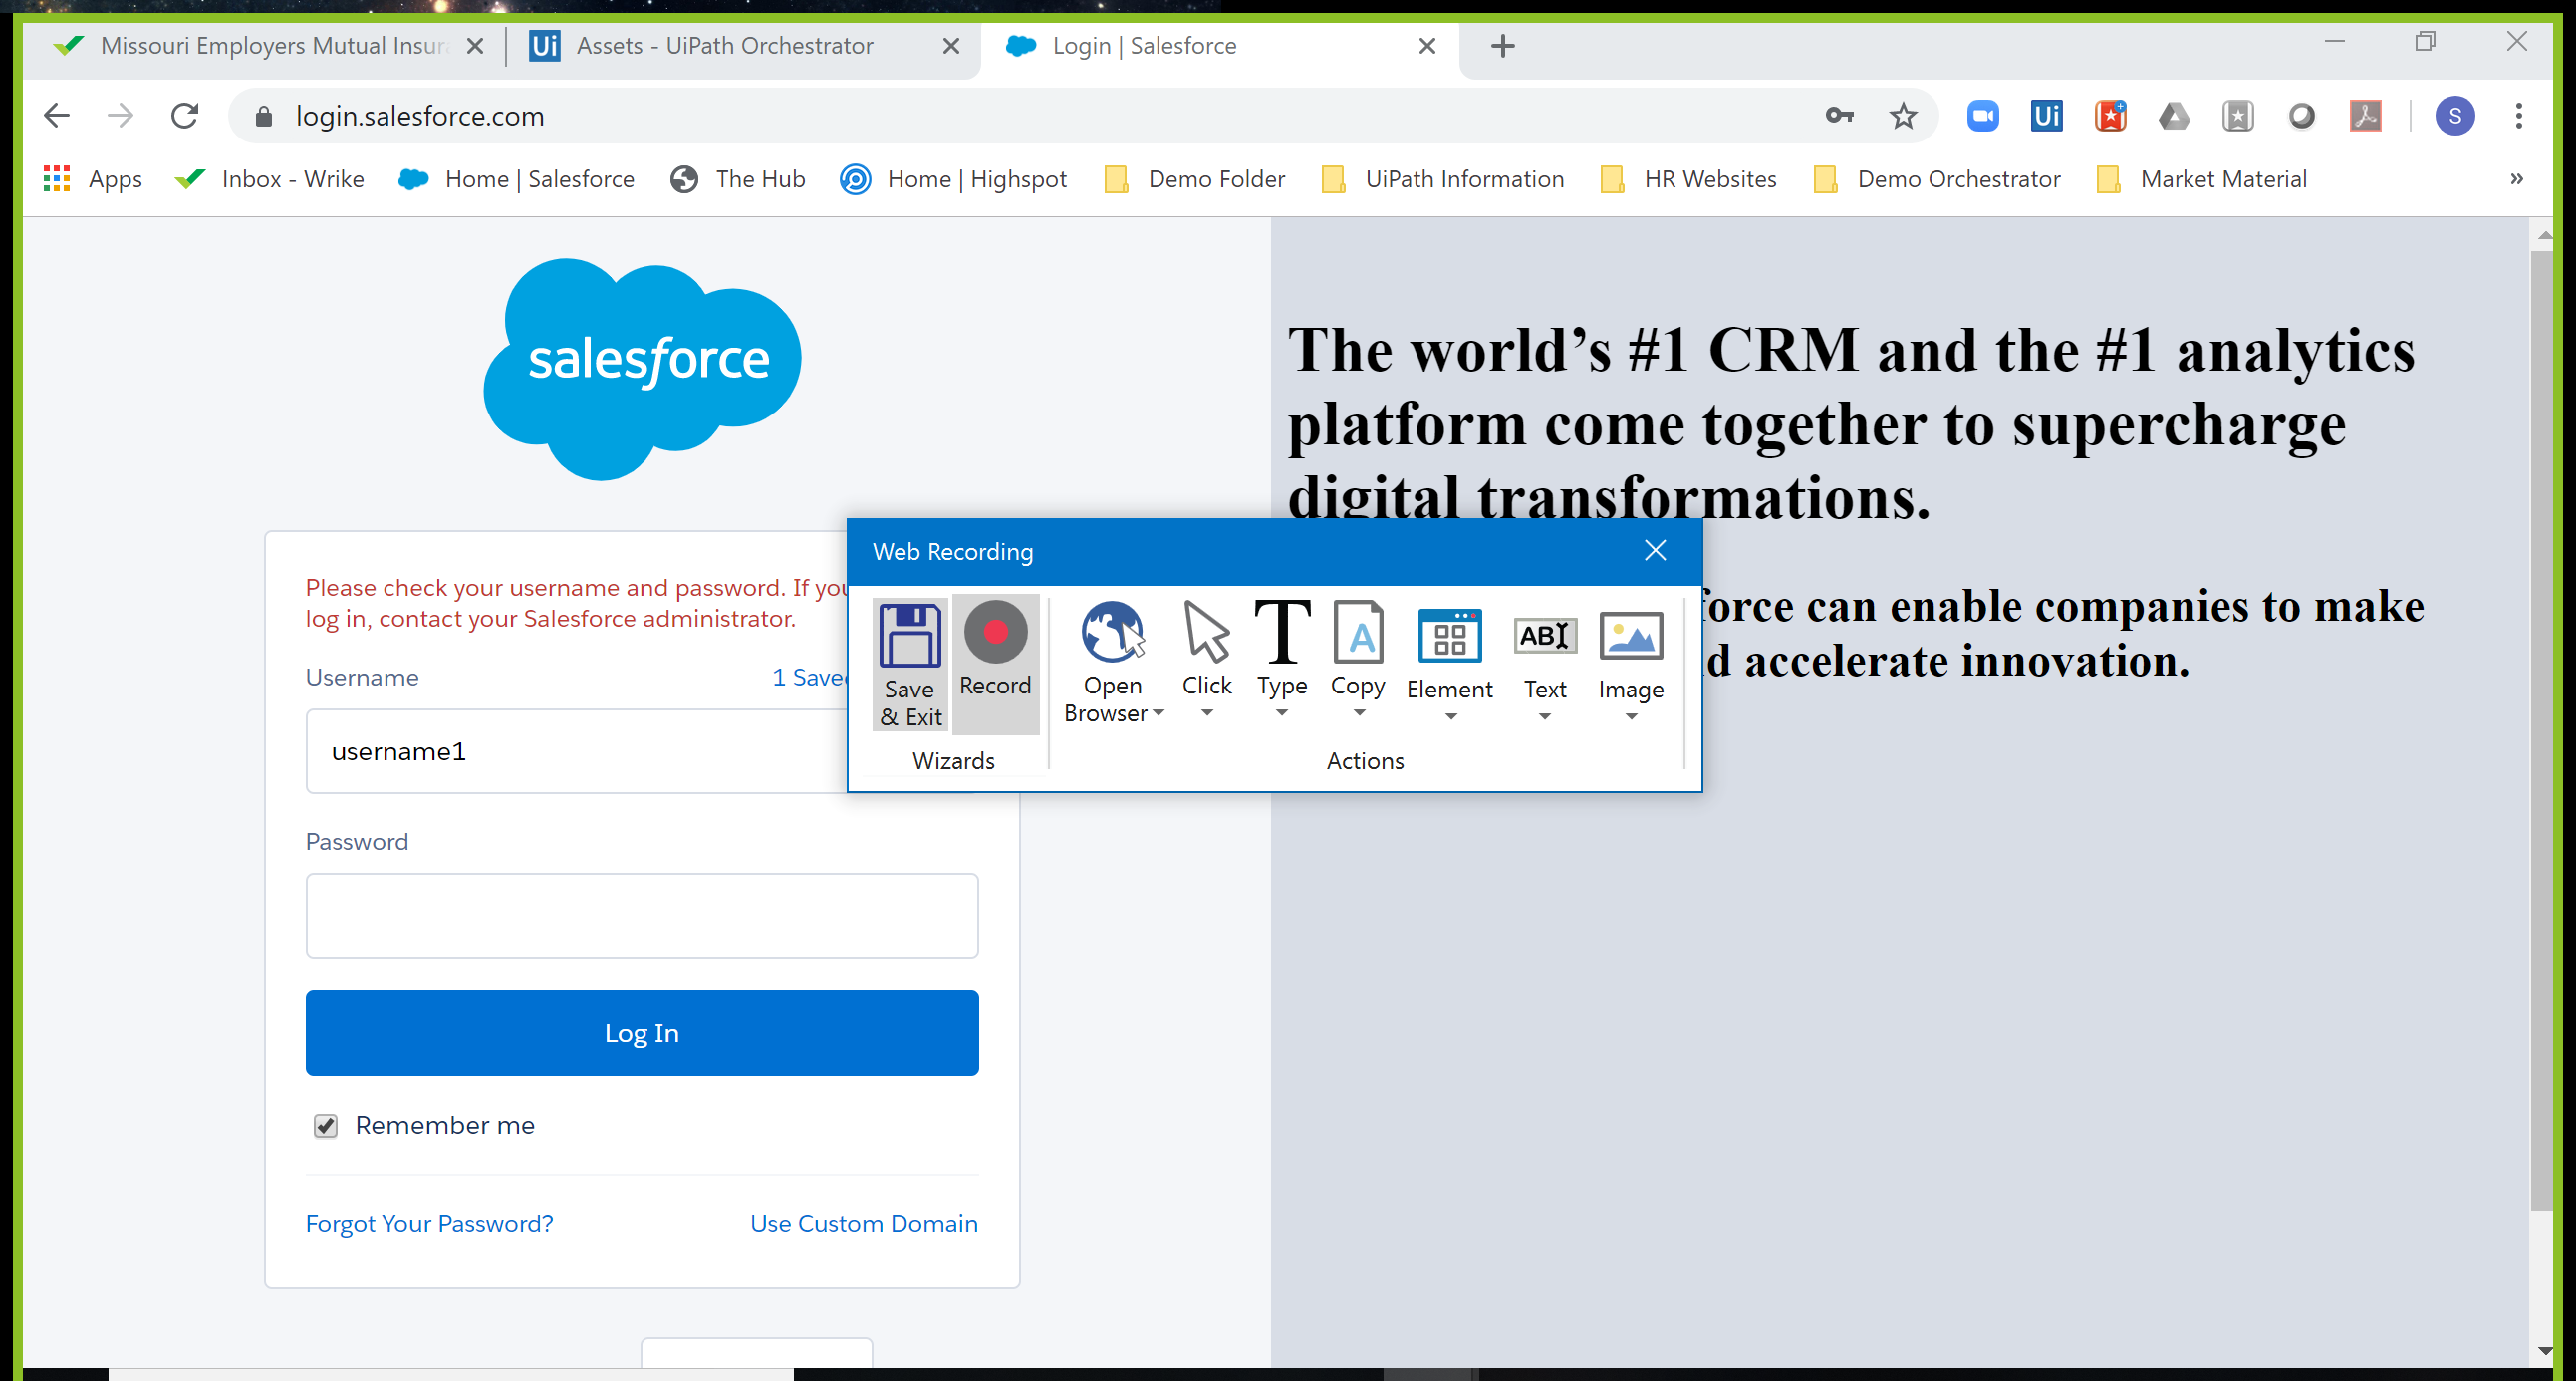 Missouri Employers Mutual Insur
Ui Assets - UiPath Orchestrator
Login | Salesforce
login.salesforce.com
Ui
S
Apps
Inbox - Wrike
Home | Salesforce
The Hub
Home | Highspot
Demo Folder
UiPath Information
HR Websites
Demo Orchestrator
Market Material
»
salesforce
Please check your username and password. If you
log in, contact your Salesforce administrator.
Username
1 Saved
username1
Password
Log In
Remember me
Forgot Your Password?
Use Custom Domain
The world’s #1 CRM and the #1 analytics
platform come together to supercharge
digital transformations.
force can enable companies to make
d accelerate innovation.
Web Recording
Save
& Exit
Record
Wizards
Open
Browser
Click
T
Type
A
Copy
Element
ABI
Text
Image
Actions